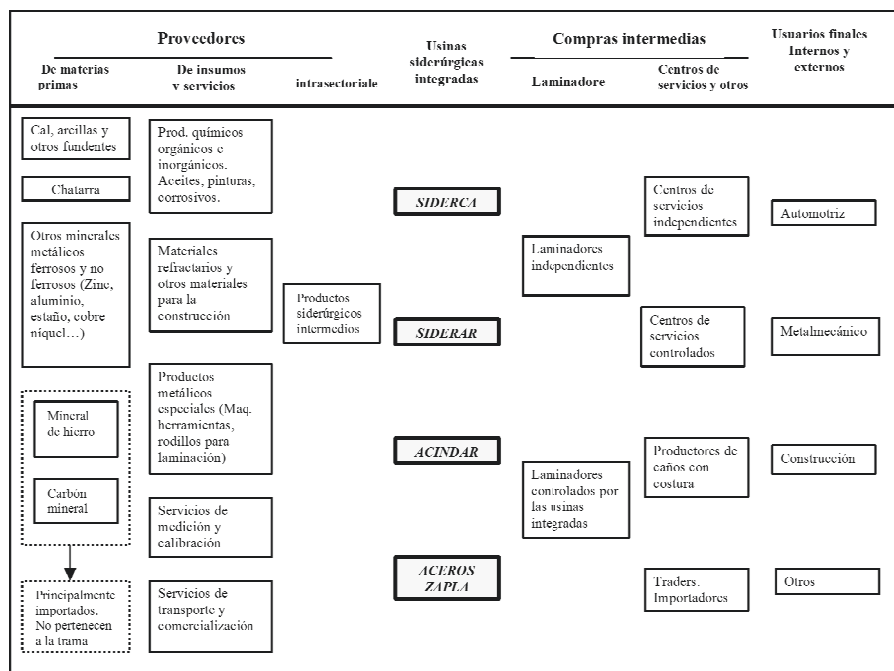 Proveedores
Usinas
siderúrgicas
integradas
Compras intermedias
Usuarios finales
Internos y
externos
De materias
primas
De insumos
y servicios
intrasectoriale
Laminadore
Centros de
servicios y otros
Cal, arcillas y
otros fundentes
Chatarra
Otros minerales
metálicos
ferrosos y no
ferrosos (Zinc,
aluminio,
estaño, cobre
níquel…)
Mineral
de hierro
Carbón
mineral
Principalmente
importados.
No pertenecen
a la trama
Prod. químicos
orgánicos e
inorgánicos.
Aceites, pinturas,
corrosivos.
Materiales
refractarios y
otros materiales
para la
construcción
Productos
metálicos
especiales (Maq.
herramientas,
rodillos para
laminación)
Servicios de
medición y
calibración
Servicios de
transporte y
comercialización
Productos
siderúrgicos
intermedios
SIDERCA
SIDERAR
ACINDAR
ACEROS
ZAPLA
Laminadores
independientes
Laminadores
controlados por
las usinas
integradas
Centros de
servicios
independientes
Centros de
servicios
controlados
Productores de
caños con
costura
Traders.
Importadores
Automotriz
Metalmecánico
Construcción
Otros